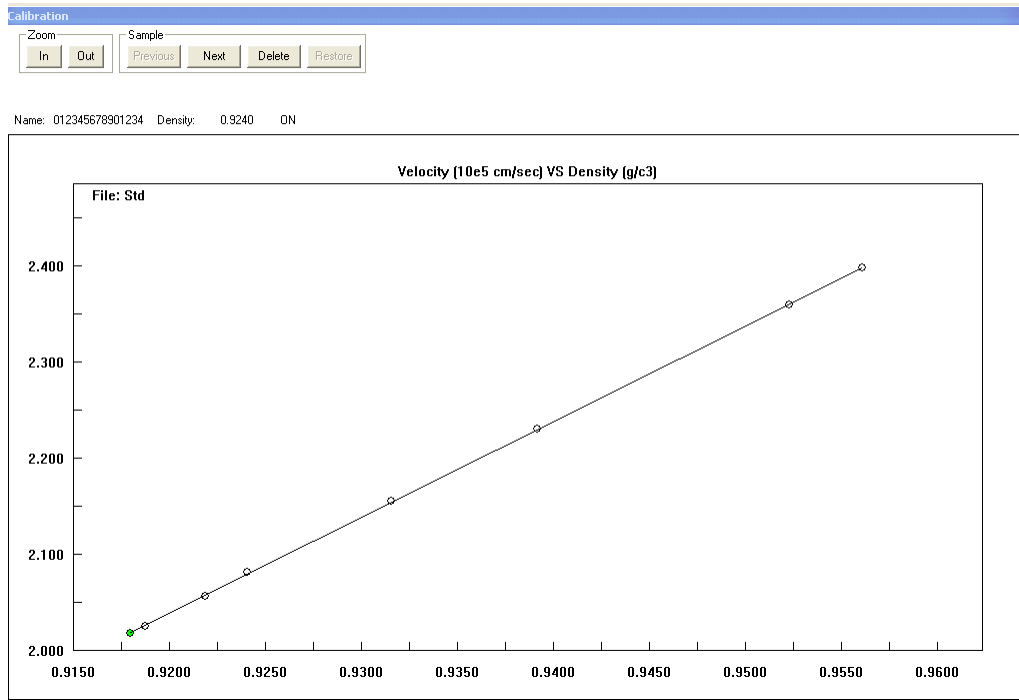 Calibration
Zoom Sample
In Out Previous Next Delete Restore
Name: 012345678901234 Density: 0.9240 ON
Velocity (10e5 cm/sec) VS Density (g/c3)
File: Std
2.400
2.300
2.200
2.100
2.000
0.9150 0.9200 0.9250 0.9300 0.9350 0.9400 0.9450 0.9500 0.9550 0.9600